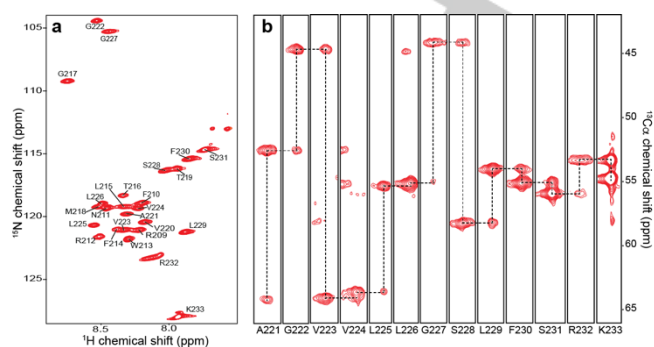 a
G222
G227
G217
F230
S231
S228
T219
L215
T216
L226
F210
V224
M218
N211
A221
L225
V223
V220
L229
R209
R212
F214
W213
R232
K233
105
110
115
120
125
8.5
8.0
¹⁵N chemical shift (ppm)
¹H chemical shift (ppm)
b
A221 G222 V223 V224 L225 L226 G227 S228 L229 F230 S231 R232 K233
45
50
55
60
65
¹³Cα chemical shift (ppm)